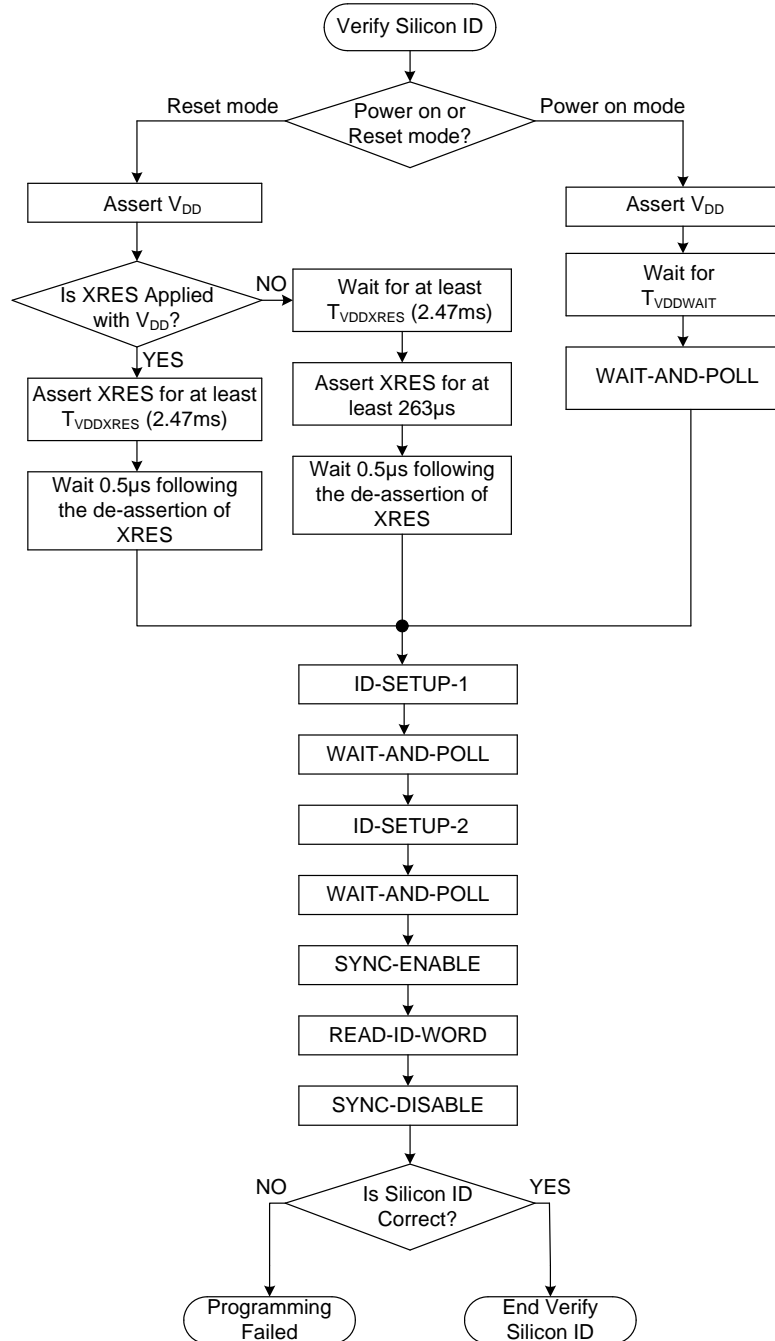 Verify Silicon ID
Power on or
Reset mode?
Reset mode
Power on mode
Assert VDD
Assert VDD
Is XRES Applied
with VDD?
NO
YES
Wait for at least
TVDDXRES (2.47ms)
Wait for
TVDDWAIT
Assert XRES for at least
TVDDXRES (2.47ms)
Assert XRES for at
least 263µs
WAIT-AND-POLL
Wait 0.5µs following
the de-assertion of
XRES
Wait 0.5µs following
the de-assertion of
XRES
ID-SETUP-1
WAIT-AND-POLL
ID-SETUP-2
WAIT-AND-POLL
SYNC-ENABLE
READ-ID-WORD
SYNC-DISABLE
Is Silicon ID
Correct?
NO
YES
Programming
Failed
End Verify
Silicon ID